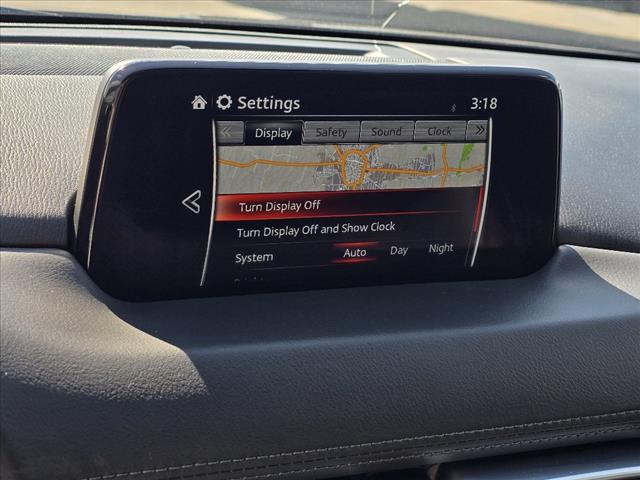 Settings 3:18
Display Safety Sound Clock
Turn Display Off
Turn Display Off and Show Clock
System Auto Day Night